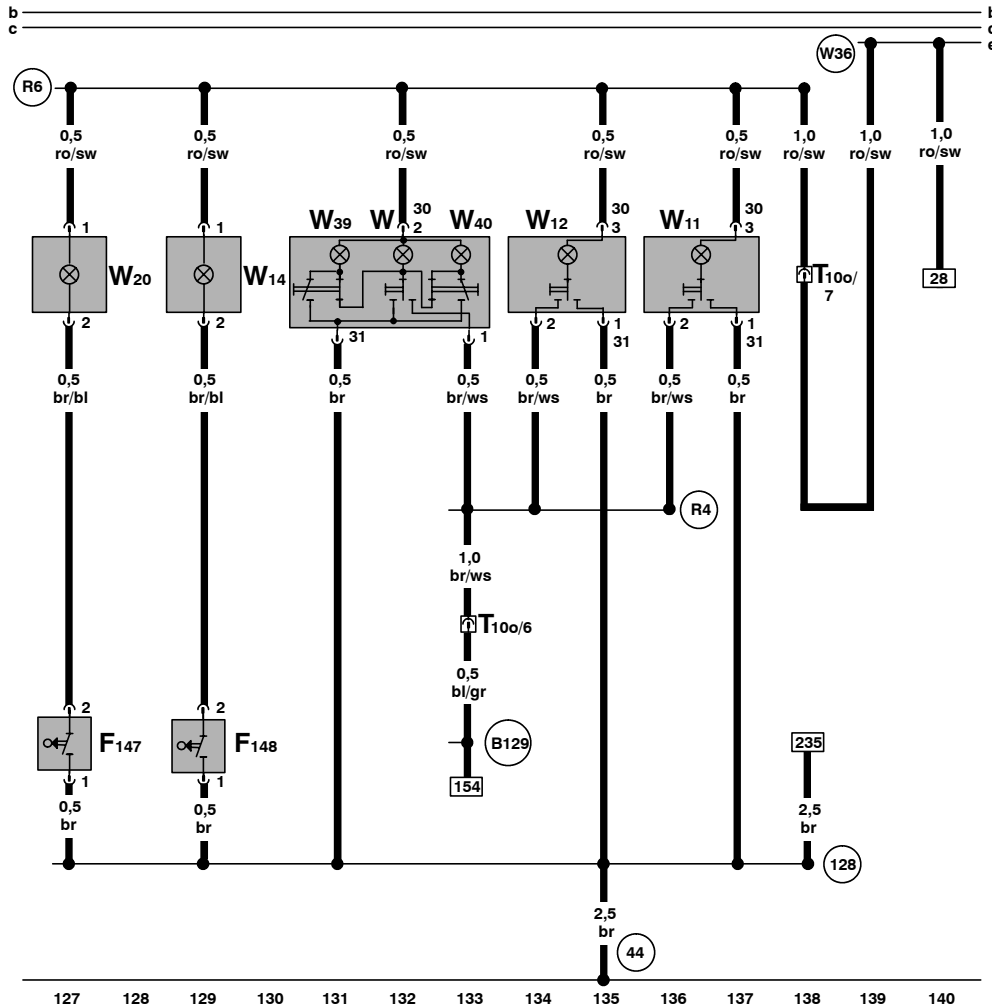 b b
c c
e
W36
R6
0,5 ro/sw
0,5 ro/sw
0,5 ro/sw
0,5 ro/sw
0,5 ro/sw
1,0 ro/sw
1,0 ro/sw
1,0 ro/sw
1
W20
2
1
W14
2
W39
W
30
2
W40
31
1
W12
30
3
2
1
31
W11
30
3
2
1
31
T10o/
7
28
0,5 br/bl
0,5 br/bl
0,5 br
0,5 br/ws
0,5 br/ws
0,5 br
0,5 br/ws
0,5 br
R4
1,0 br/ws
T10o/6
0,5 bl/gr
B129
154
2
F147
1
2
F148
1
235
0,5 br
0,5 br
2,5 br
128
2,5 br
44
127 128 129 130 131 132 133 134 135 136 137 138 139 140